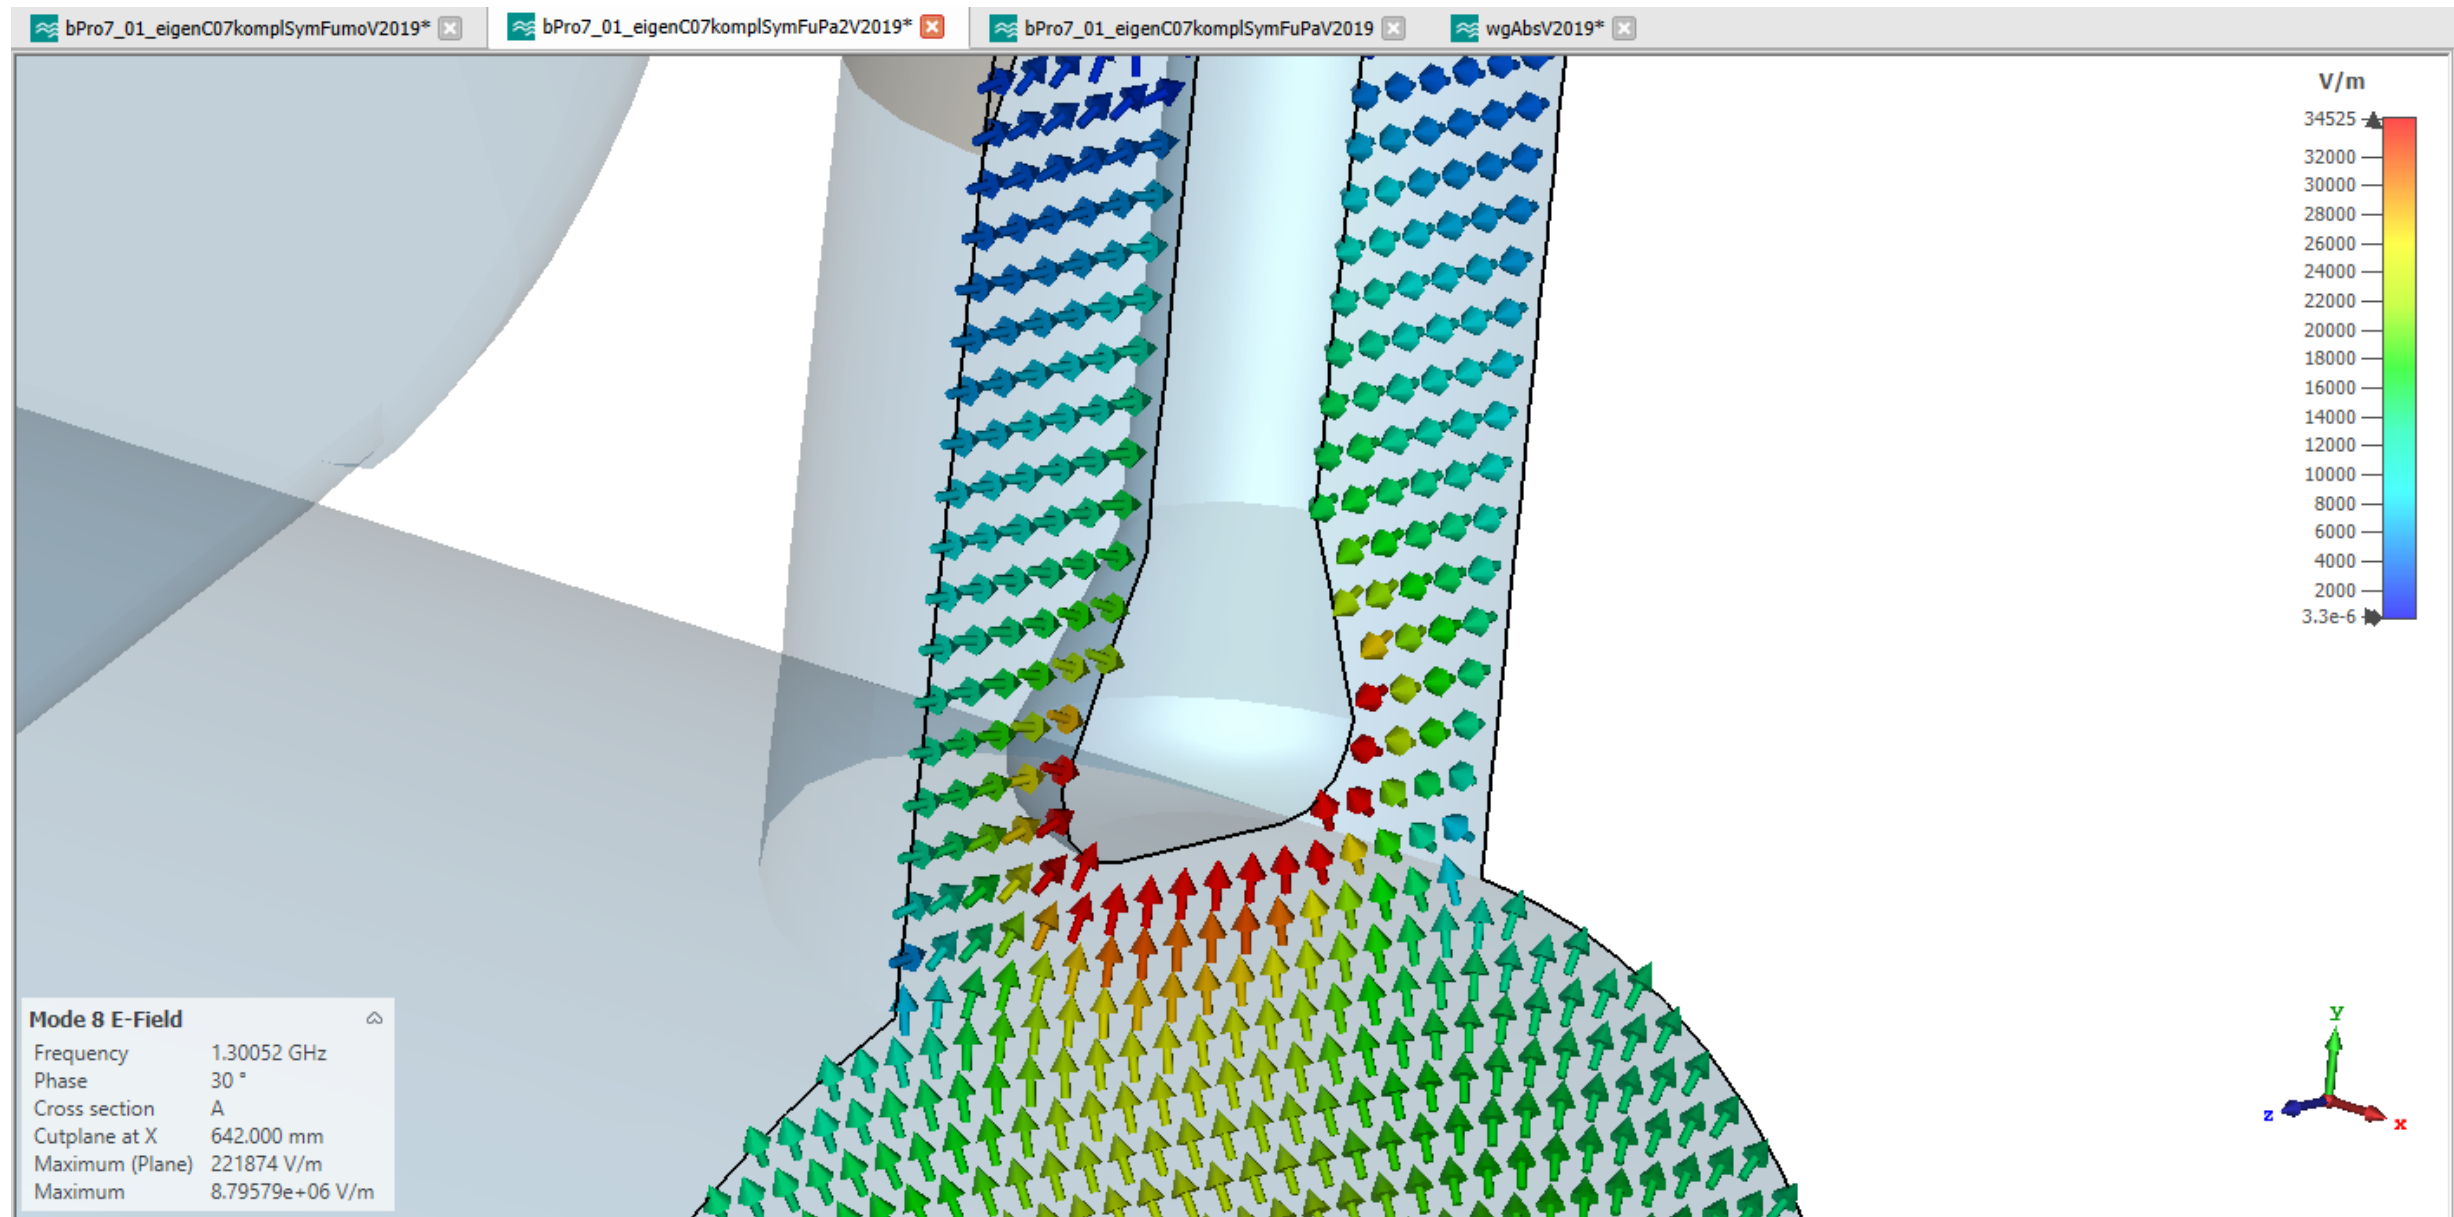 bPro7_01_eigenC07komplSymFumoV2019* bPro7_01_eigenC07komplSymFuPa2V2019* bPro7_01_eigenC07komplSymFuPaV2019 wgAbsV2019*
V/m
34525
32000
30000
28000
26000
24000
22000
20000
18000
16000
14000
12000
10000
8000
6000
4000
2000
3.3e-6
Mode 8 E-Field
Frequency 1.30052 GHz
Phase 30 °
Cross section A
Cutplane at X 642.000 mm
Maximum (Plane) 221874 V/m
Maximum 8.79579e+06 V/m
y
z
x